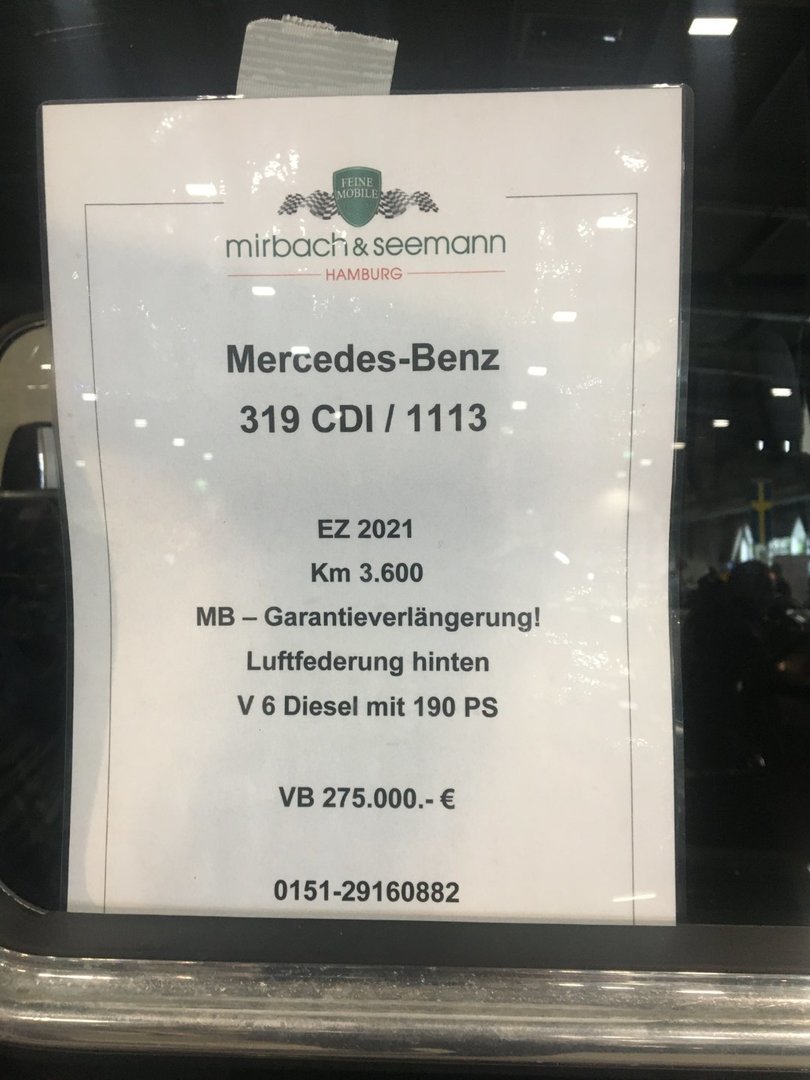 FEINE
MOBILE
mirbach & seemann
HAMBURG
Mercedes-Benz
319 CDI / 1113
EZ 2021
Km 3.600
MB – Garantieverlängerung!
Luftfederung hinten
V 6 Diesel mit 190 PS
VB 275.000.- €
0151-29160882